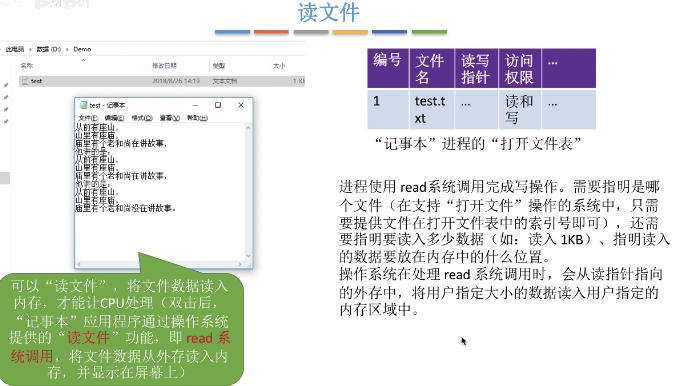 读文件
此电脑 > 数据 (D:) > Demo
名称
修改日期
类型
大小
test
2018/8/26 14:19
文本文档
1 K
test - 记事本
文件(F) 编辑(E) 格式(O) 查看(V) 帮助(H)
从前有座山，
山里有座庙，
庙里有个老和尚在讲故事，
他讲的是，
从前有座山，
山里有座庙，
庙里有个老和尚在讲故事，
他讲的是，
从前有座山，
山里有座庙，
庙里有个老和尚没在讲故事。
可以“读文件”，将文件数据读入
内存，才能让CPU处理（双击后，
“记事本”应用程序通过操作系统
提供的“读文件”功能，即 read 系
统调用，将文件数据从外存读入内
存，并显示在屏幕上）
编号 文件名 读写指针 访问权限 ...
1 test.txt ... 读和写 ...
“记事本”进程的“打开文件表”
进程使用 read系统调用完成写操作。需要指明是哪
个文件（在支持“打开文件”操作的系统中，只需
要提供文件在打开文件表中的索引号即可），还需
要指明要读入多少数据（如：读入 1KB）、指明读入
的数据要放在内存中的什么位置。
操作系统在处理 read 系统调用时，会从读指针指向
的外存中，将用户指定大小的数据读入用户指定的
内存区域中。